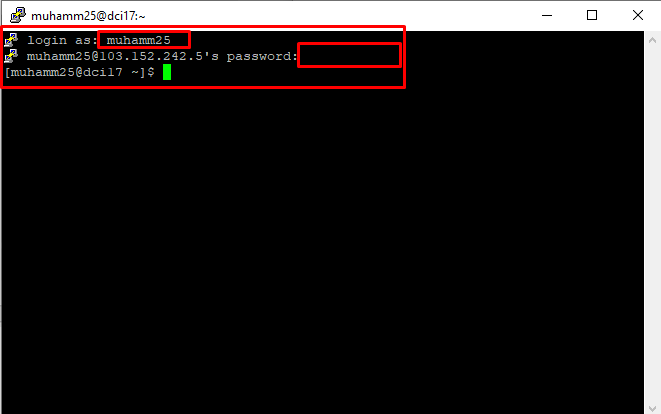 muhamm25@dci17:~
login as: muhamm25
muhamm25@103.152.242.5's password:
[muhamm25@dci17 ~]$